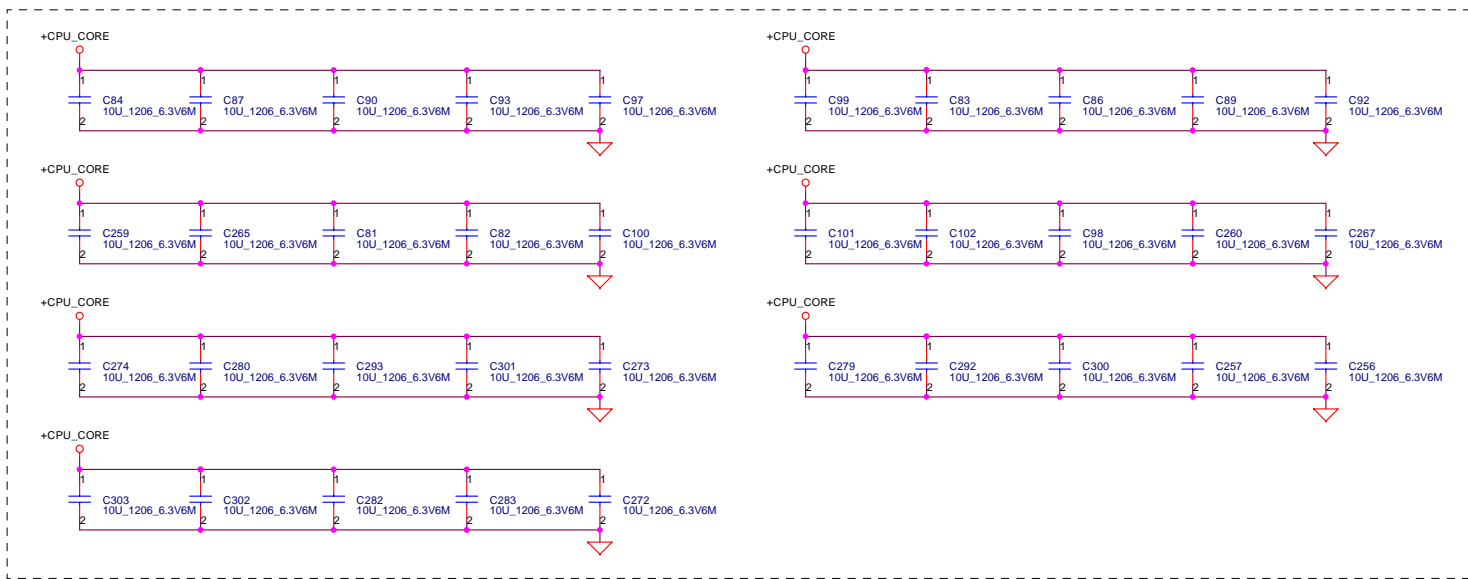 +CPU_CORE
1 1 1 1 1
C84 C87 C90 C93 C97
10U_1206_6.3V6M 10U_1206_6.3V6M 10U_1206_6.3V6M 10U_1206_6.3V6M 10U_1206_6.3V6M
2 2 2 2 2
+CPU_CORE
1 1 1 1 1
C99 C83 C86 C89 C92
10U_1206_6.3V6M 10U_1206_6.3V6M 10U_1206_6.3V6M 10U_1206_6.3V6M 10U_1206_6.3V6M
2 2 2 2 2
+CPU_CORE
1 1 1 1 1
C259 C265 C81 C82 C100
10U_1206_6.3V6M 10U_1206_6.3V6M 10U_1206_6.3V6M 10U_1206_6.3V6M 10U_1206_6.3V6M
2 2 2 2 2
+CPU_CORE
1 1 1 1 1
C101 C102 C98 C260 C267
10U_1206_6.3V6M 10U_1206_6.3V6M 10U_1206_6.3V6M 10U_1206_6.3V6M 10U_1206_6.3V6M
2 2 2 2 2
+CPU_CORE
1 1 1 1 1
C274 C280 C293 C301 C273
10U_1206_6.3V6M 10U_1206_6.3V6M 10U_1206_6.3V6M 10U_1206_6.3V6M 10U_1206_6.3V6M
2 2 2 2 2
+CPU_CORE
1 1 1 1 1
C279 C292 C300 C257 C256
10U_1206_6.3V6M 10U_1206_6.3V6M 10U_1206_6.3V6M 10U_1206_6.3V6M 10U_1206_6.3V6M
2 2 2 2 2
+CPU_CORE
1 1 1 1 1
C303 C302 C282 C283 C272
10U_1206_6.3V6M 10U_1206_6.3V6M 10U_1206_6.3V6M 10U_1206_6.3V6M 10U_1206_6.3V6M
2 2 2 2 2